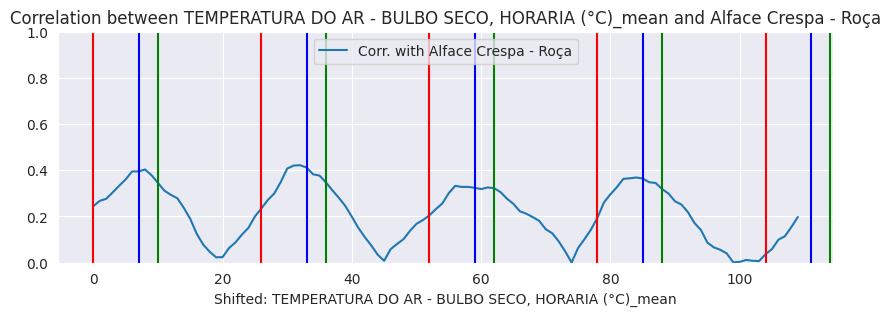 Correlation between TEMPERATURA DO AR - BULBO SECO, HORARIA (°C)_mean and Alface Crespa - Roça
1.0
0.8
0.6
0.4
0.2
0.0
Corr. with Alface Crespa - Roça
0 20 40 60 80 100
Shifted: TEMPERATURA DO AR - BULBO SECO, HORARIA (°C)_mean